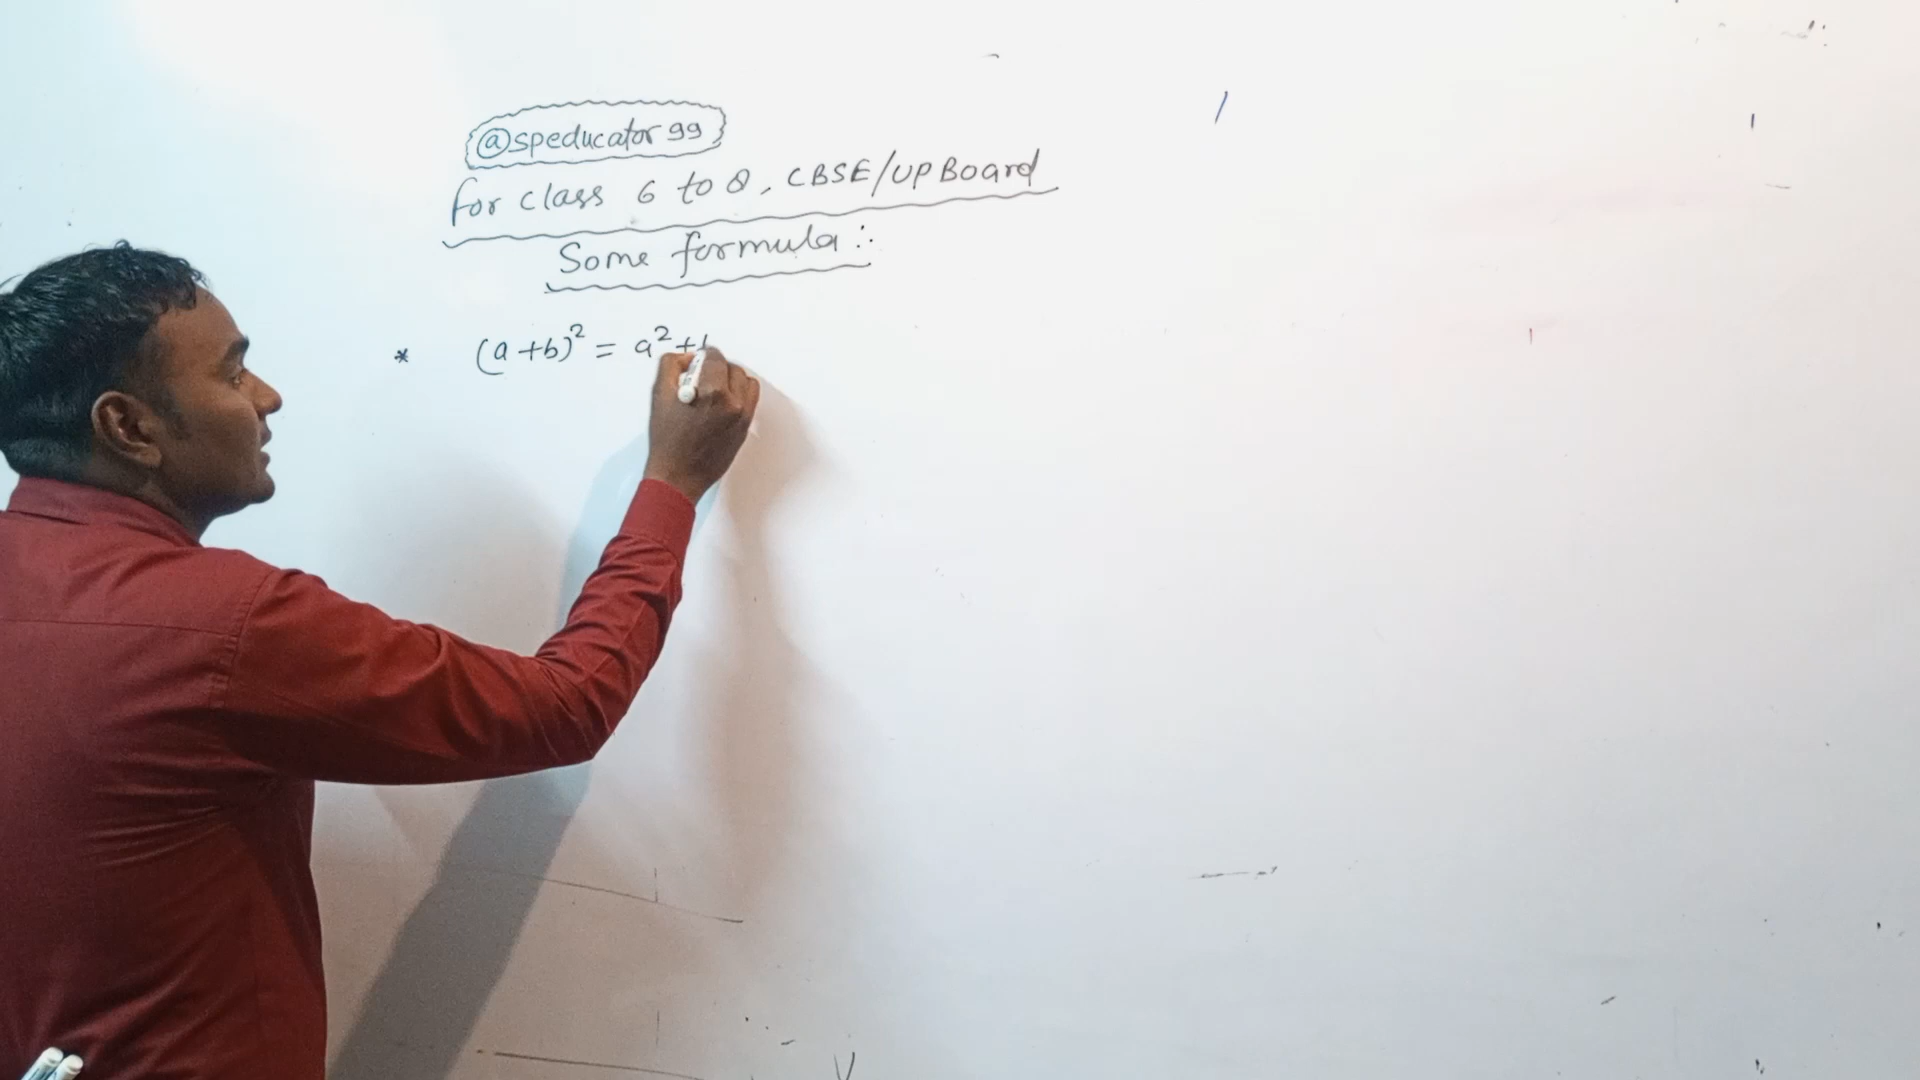 @speducator99
for class 6 to 8, CBSE/UP Board
Some formula :.
* (a+b)² = a²+b